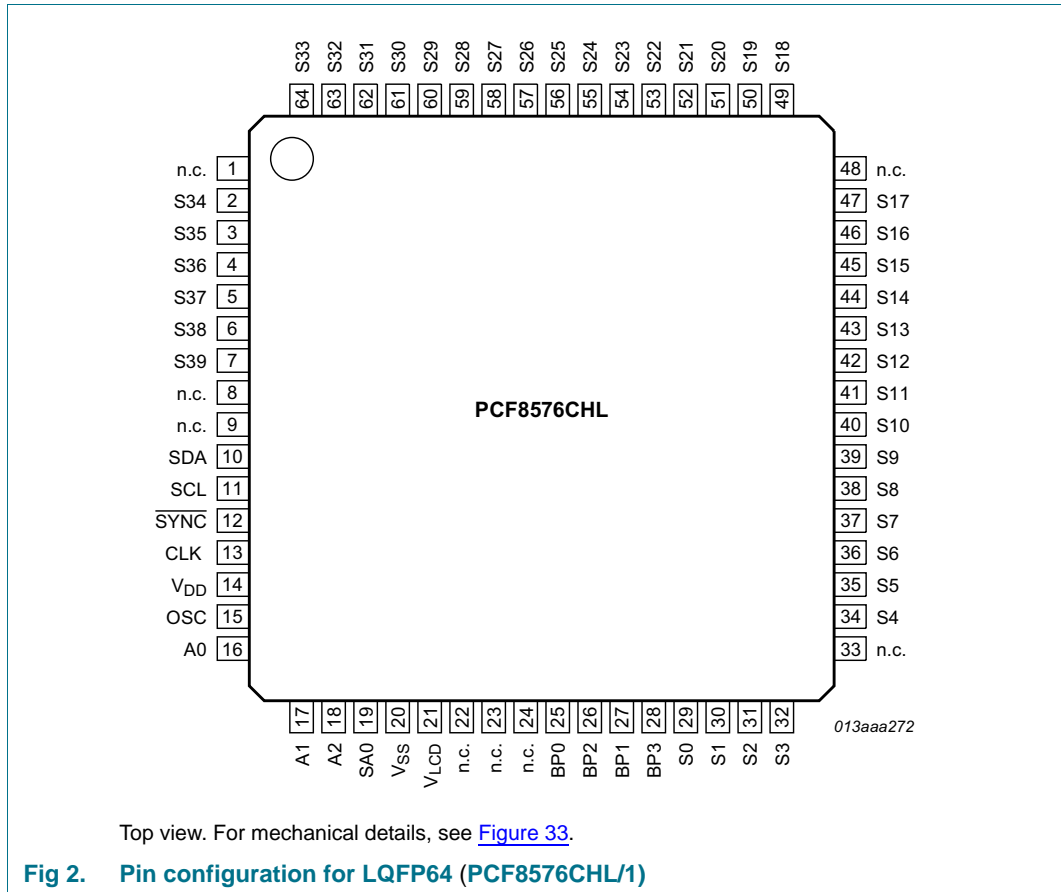 S33 S32 S31 S30 S29 S28 S27 S26 S25 S24 S23 S22 S21 S20 S19 S18
64 63 62 61 60 59 58 57 56 55 54 53 52 51 50 49
n.c. 1
S34 2
S35 3
S36 4
S37 5
S38 6
S39 7
n.c. 8
n.c. 9
SDA 10
SCL 11
SYNC 12
CLK 13
VDD 14
OSC 15
A0 16
PCF8576CHL
48 n.c.
47 S17
46 S16
45 S15
44 S14
43 S13
42 S12
41 S11
40 S10
39 S9
38 S8
37 S7
36 S6
35 S5
34 S4
33 n.c.
17 18 19 20 21 22 23 24 25 26 27 28 29 30 31 32
A1 A2 SA0 VSS VLCD n.c. n.c. n.c. BP0 BP2 BP1 BP3 S0 S1 S2 S3
013aaa272
Top view. For mechanical details, see Figure 33.
Fig 2. Pin configuration for LQFP64 (PCF8576CHL/1)